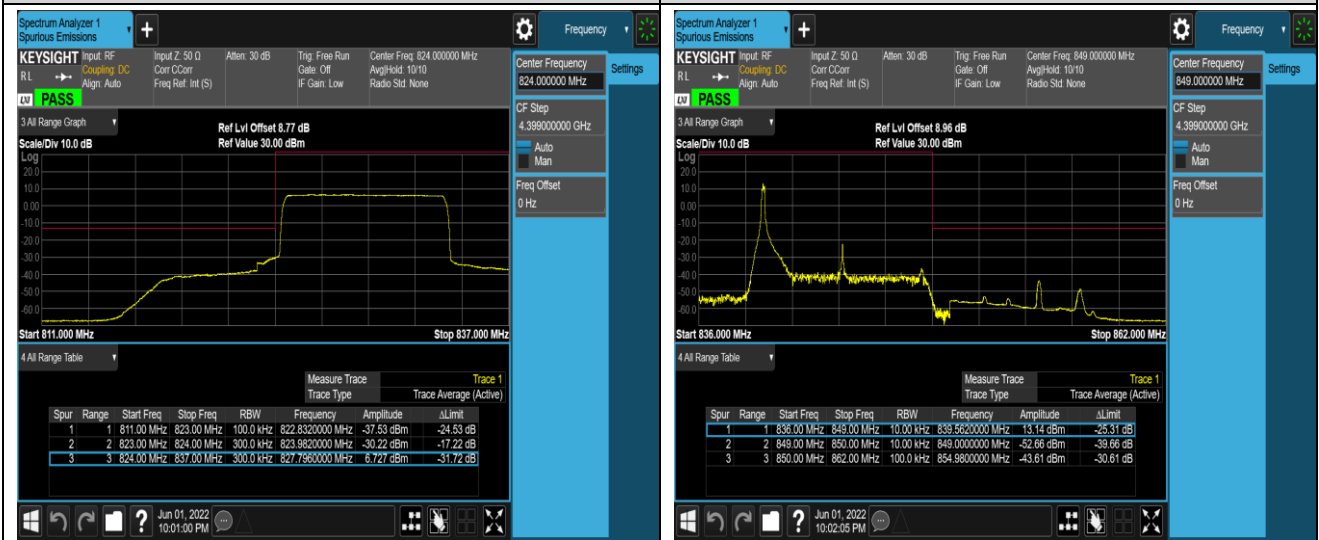 Spectrum Analyzer 1
Spurious Emissions
+
Frequency
KEYSIGHT Input: RF Input Z: 50 Ω Atten: 30 dB Trig: Free Run Center Freq: 824.000000 MHz
RL Coupling: DC Corr CCorr Gate: Off Avg|Hold: 10/10
Align: Auto Freq Ref: Int (S) IF Gain: Low Radio Std: None
LXI PASS
Center Frequency
824.000000 MHz
Settings
CF Step
4.399000000 GHz
Auto
Man
Freq Offset
0 Hz
3 All Range Graph
Ref Lvl Offset 8.77 dB
Scale/Div 10.0 dB Ref Value 30.00 dBm
Log
20.0
10.0
0.00
-10.0
-20.0
-30.0
-40.0
-50.0
-60.0
Start 811.000 MHz Stop 837.000 MHz
4 All Range Table
Measure Trace Trace 1
Trace Type Trace Average (Active)
Spur Range Start Freq Stop Freq RBW Frequency Amplitude ΔLimit
1 1 811.00 MHz 823.00 MHz 100.0 kHz 822.8320000 MHz -37.53 dBm -24.53 dB
2 2 823.00 MHz 824.00 MHz 300.0 kHz 823.9820000 MHz -30.22 dBm -17.22 dB
3 3 824.00 MHz 837.00 MHz 300.0 kHz 827.7960000 MHz 6.727 dBm -31.72 dB
? Jun 01, 2022
10:01:00 PM
Spectrum Analyzer 1
Spurious Emissions
+
Frequency
KEYSIGHT Input: RF Input Z: 50 Ω Atten: 30 dB Trig: Free Run Center Freq: 849.000000 MHz
RL Coupling: DC Corr CCorr Gate: Off Avg|Hold: 10/10
Align: Auto Freq Ref: Int (S) IF Gain: Low Radio Std: None
LXI PASS
Center Frequency
849.000000 MHz
Settings
CF Step
4.399000000 GHz
Auto
Man
Freq Offset
0 Hz
3 All Range Graph
Ref Lvl Offset 8.96 dB
Scale/Div 10.0 dB Ref Value 30.00 dBm
Log
20.0
10.0
0.00
-10.0
-20.0
-30.0
-40.0
-50.0
-60.0
Start 836.000 MHz Stop 862.000 MHz
4 All Range Table
Measure Trace Trace 1
Trace Type Trace Average (Active)
Spur Range Start Freq Stop Freq RBW Frequency Amplitude ΔLimit
1 1 836.00 MHz 849.00 MHz 10.00 kHz 839.5620000 MHz 13.14 dBm -25.31 dB
2 2 849.00 MHz 850.00 MHz 10.00 kHz 849.0000000 MHz -52.66 dBm -39.66 dB
3 3 850.00 MHz 862.00 MHz 100.0 kHz 854.9800000 MHz -43.61 dBm -30.61 dB
? Jun 01, 2022
10:02:05 PM